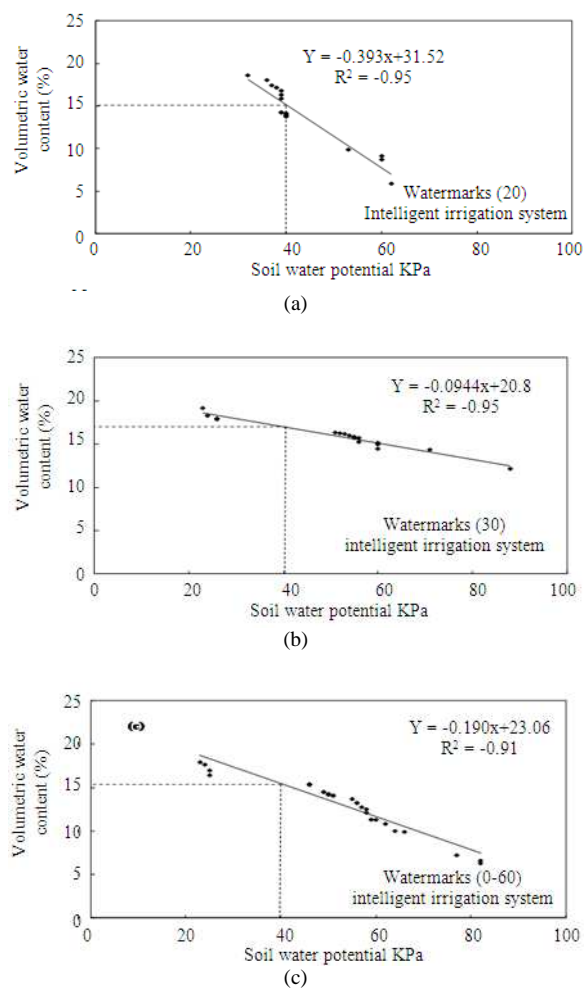 (a)
25
20
15
10
5
0
Volumetric water
content (%)
Y = -0.393x+31.52
R² = -0.95
Watermarks (20)
Intelligent irrigation system
0 20 40 60 80 100
Soil water potential KPa
(a)
25
20
15
10
5
0
Volumetric water
content (%)
Y = -0.0944x+20.8
R² = -0.95
Watermarks (30)
intelligent irrigation system
0 20 40 60 80 100
Soil water potential KPa
(b)
25
20
15
10
5
0
Volumetric water
content (%)
(c)
Y = -0.190x+23.06
R² = -0.91
Watermarks (0-60)
intelligent irrigation system
0 20 40 60 80 100
Soil water potential KPa
(c)